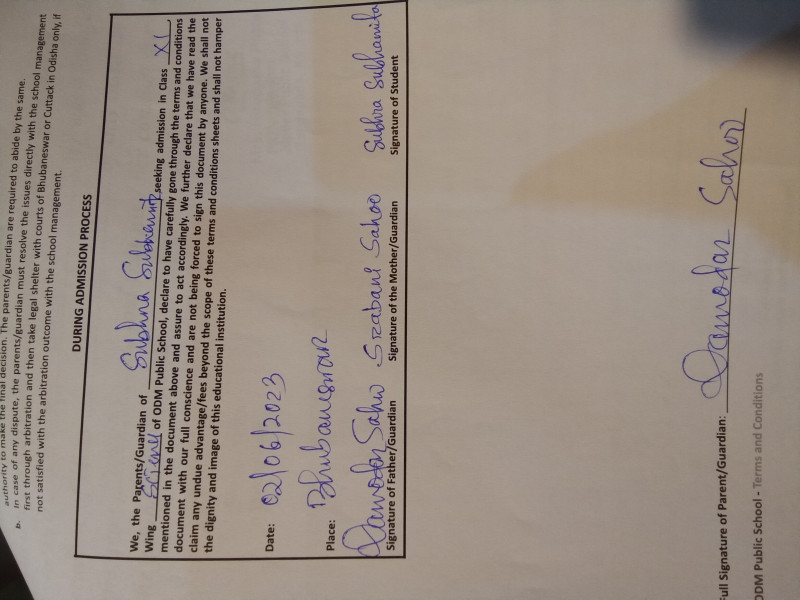 authority to make the final decision. The parents/guardian are required to abide by the same.
b. In case of any dispute, the parents/guardian must resolve the issues directly with the school management
first through arbitration and then take legal shelter with courts of Bhubaneswar or Cuttack in Odisha only, if
not satisfied with the arbitration outcome with the school management.
DURING ADMISSION PROCESS
We, the Parents/Guardian of Subhra Subhamita seeking admission in Class XI,
Wing Science of ODM Public School, declare to have carefully gone through the terms and conditions
mentioned in the document above and assure to act accordingly. We further declare that we have read the
document with our full conscience and are not being forced to sign this document by anyone. We shall not
claim any undue advantage/fees beyond the scope of these terms and conditions sheets and shall not hamper
the dignity and image of this educational institution.
Date: 02/06/2023
Place: Bhubaneswar
Damodar Sahoo Srabani Sahoo Subhra Subhamita
Signature of Father/Guardian Signature of the Mother/Guardian Signature of Student
Full Signature of Parent/Guardian: Damodar Sahoo
ODM Public School - Terms and Conditions